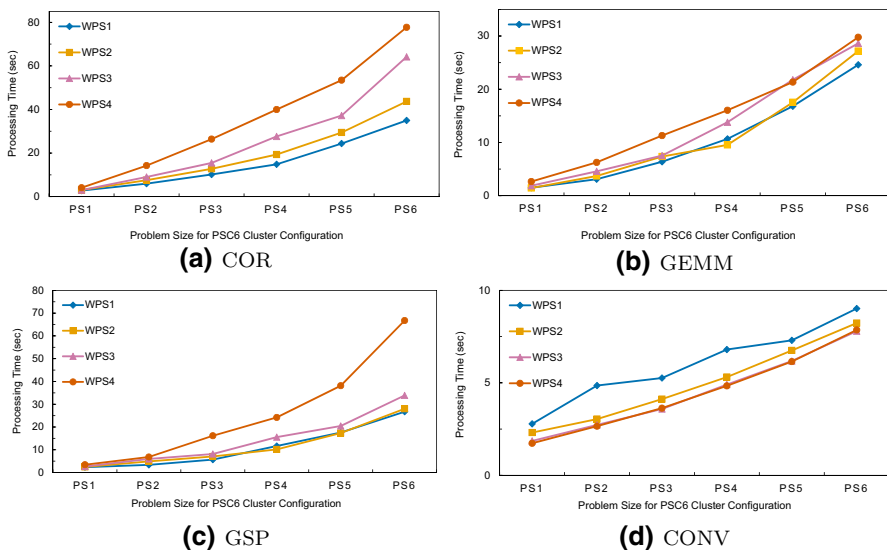 80
60
40
20
0
Processing Time (sec)
WPS1
WPS2
WPS3
WPS4
PS1 PS2 PS3 PS4 PS5 PS6
Problem Size for PSC6 Cluster Configuration
(a) COR
30
20
10
0
Processing Time (sec)
WPS1
WPS2
WPS3
WPS4
PS1 PS2 PS3 PS4 PS5 PS6
Problem Size for PSC6 Cluster Configuration
(b) GEMM
80
70
60
50
40
30
20
10
0
Processing Time (sec)
WPS1
WPS2
WPS3
WPS4
PS1 PS2 PS3 PS4 PS5 PS6
Problem Size for PSC6 Cluster Configuration
(c) GSP
10
5
0
Processing Time (sec)
WPS1
WPS2
WPS3
WPS4
PS1 PS2 PS3 PS4 PS5 PS6
Problem Size for PSC6 Cluster Configuration
(d) CONV